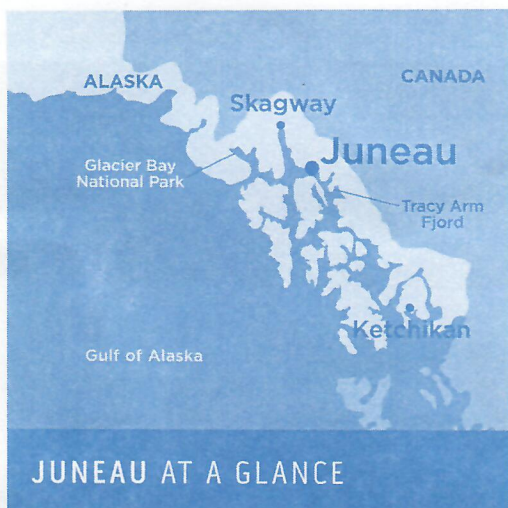 ALASKA
CANADA
Skagway
Juneau
Glacier Bay
National Park
Tracy Arm
Fjord
Ketchikan
Gulf of Alaska
JUNEAU AT A GLANCE